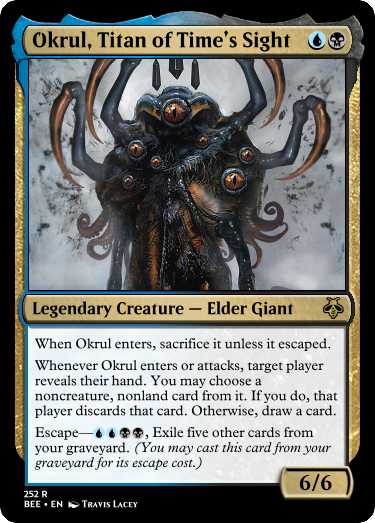 Okrul, Titan of Time's Sight
Legendary Creature — Elder Giant
When Okrul enters, sacrifice it unless it escaped.
Whenever Okrul enters or attacks, target player
reveals their hand. You may choose a
noncreature, nonland card from it. If you do, that
player discards that card. Otherwise, draw a card.
Escape—, Exile five other cards from
your graveyard. (You may cast this card from
your graveyard for its escape cost.)
6/6
252 R
BEE • EN Travis Lacey